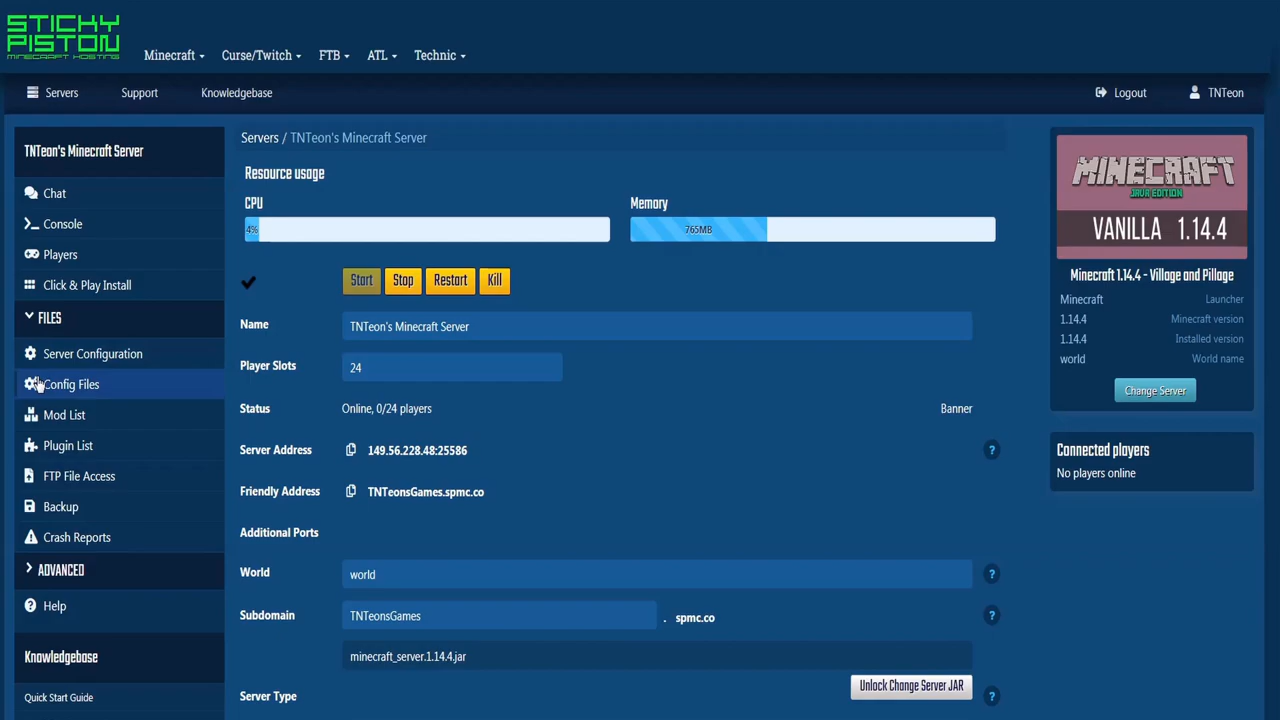 STICKY
PISTON
MINECRAFT HOSTING
Minecraft
Curse/Twitch
FTB
ATL
Technic
Servers
Support
Knowledgebase
Logout
TNTeon
TNTeon's Minecraft Server
Chat
Console
Players
Click & Play Install
FILES
Server Configuration
Config Files
Mod List
Plugin List
FTP File Access
Backup
Crash Reports
ADVANCED
Help
Knowledgebase
Quick Start Guide
Servers / TNTeon's Minecraft Server
Resource usage
CPU
4%
Memory
765MB
Start
Stop
Restart
Kill
Name
TNTeon's Minecraft Server
Player Slots
24
Status
Online, 0/24 players
Banner
Server Address
149.56.228.48:25586
?
Friendly Address
TNTeonsGames.spmc.co
Additional Ports
World
world
?
Subdomain
TNTeonsGames
. spmc.co
?
minecraft_server.1.14.4.jar
Unlock Change Server JAR
Server Type
?
MINECRAFT
JAVA EDITION
VANILLA 1.14.4
Minecraft 1.14.4 - Village and Pillage
Minecraft
Launcher
1.14.4
Minecraft version
1.14.4
Installed version
world
World name
Change Server
Connected players
No players online